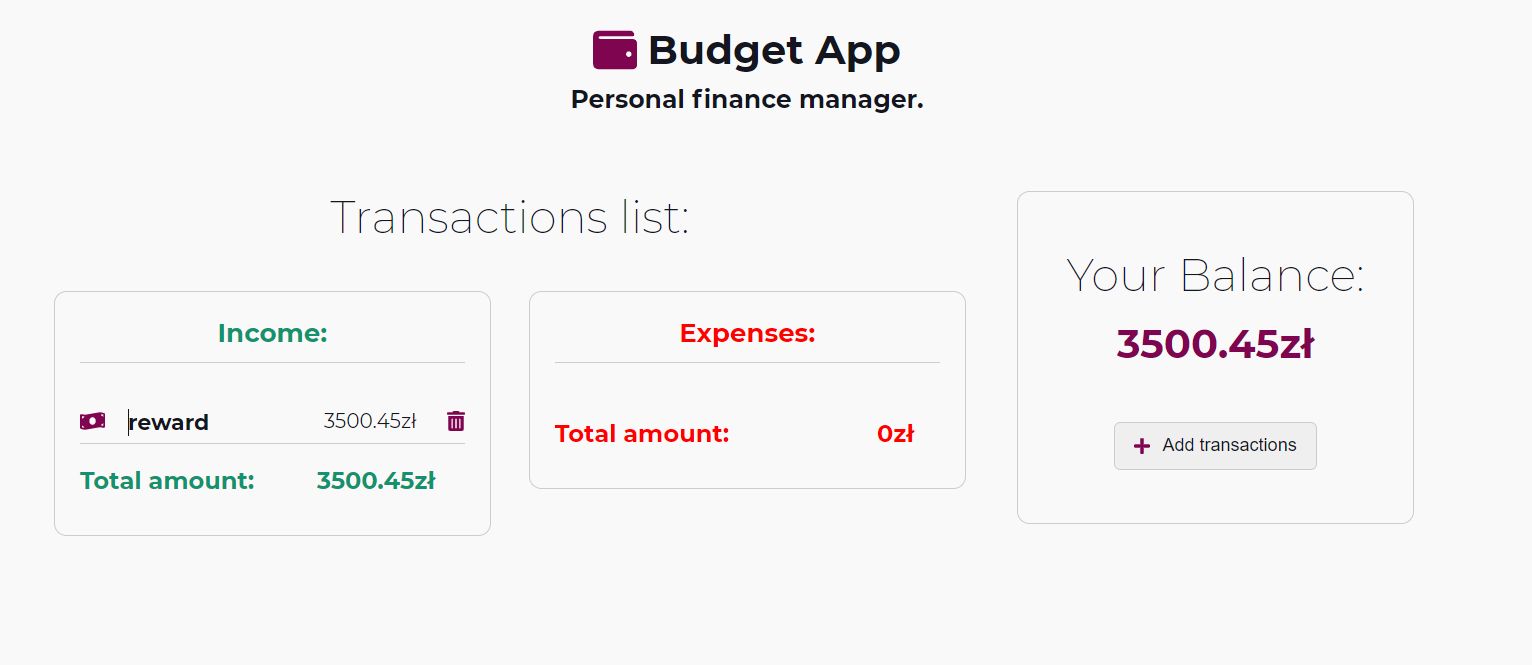 Budget App
Personal finance manager.
Transactions list:
Income:
reward 3500.45zł
Total amount: 3500.45zł
Expenses:
Total amount: 0zł
Your Balance:
3500.45zł
Add transactions